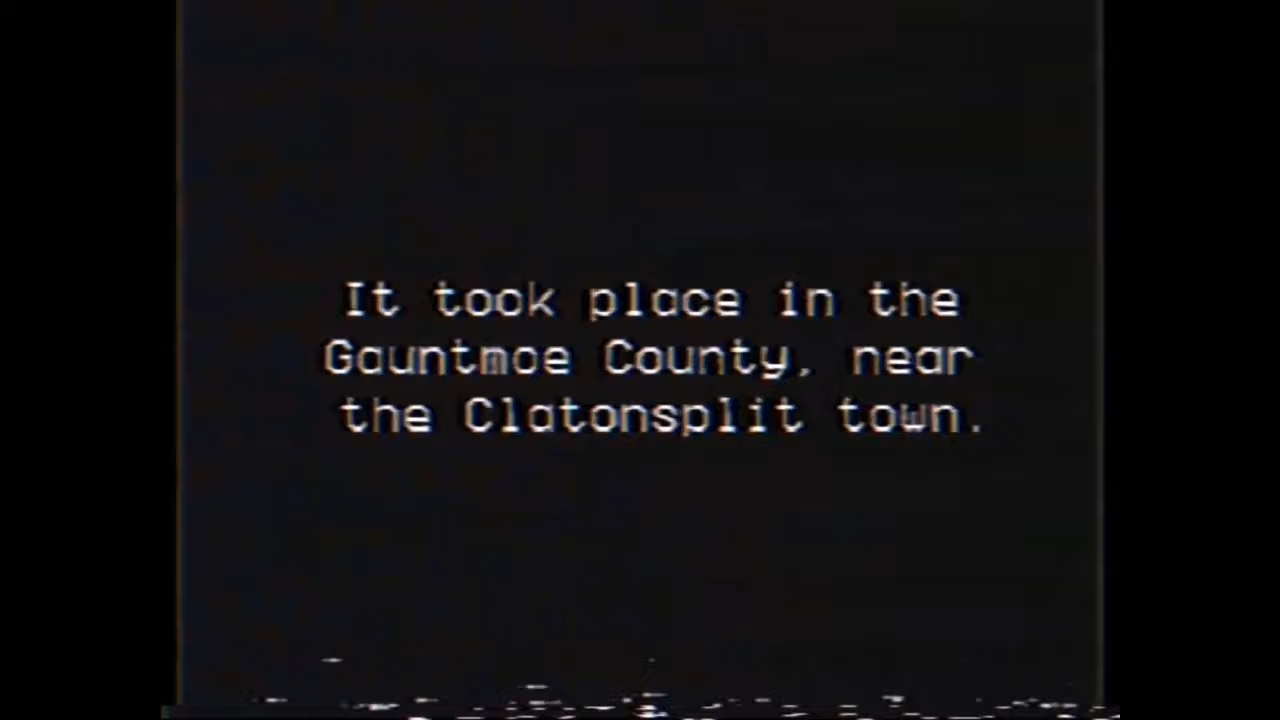 It took place in the
Gauntmoe County, near
the Clatonsplit town.